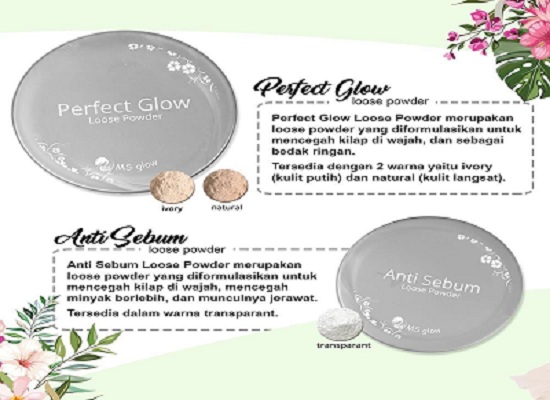 Perfect Glow
Loose Powder
MS glow
ivory
natural
Perfect Glow
loose powder
Perfect Glow Loose Powder merupakan
loose powder yang diformulasikan untuk
mencegah kilap di wajah, dan sebagai
bedak ringan.
Tersedia dengan 2 warna yaitu ivory
(kulit putih) dan natural (kulit langsat).
Anti Sebum
loose powder
Anti Sebum Loose Powder merupakan
loose powder yang diformulasikan untuk
mencegah kilap di wajah, mencegah
minyak berlebih, dan munculnya jerawat.
Tersedia dalam warna transparant.
Anti Sebum
Loose Powder
MS glow
transparant